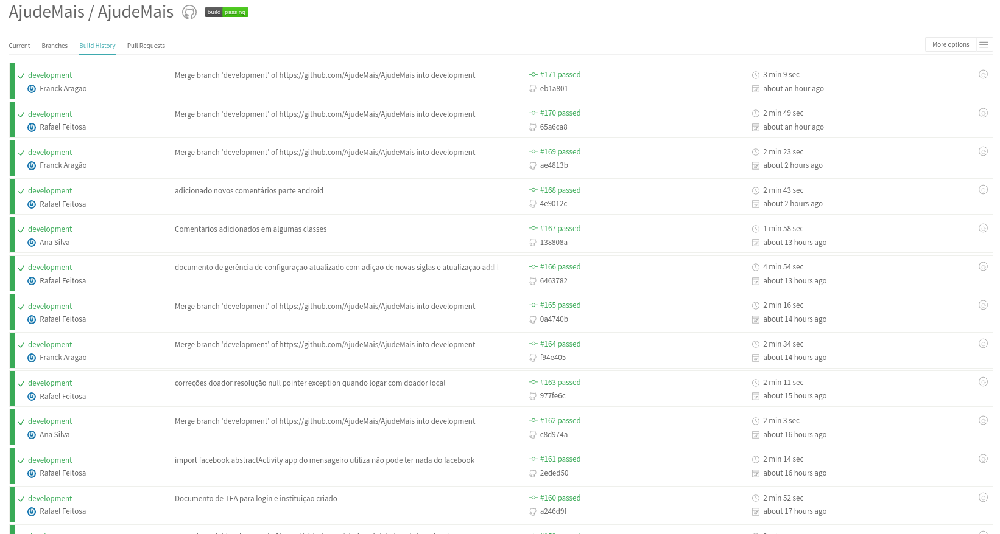 AjudeMais / AjudeMais build passing
Current Branches Build History Pull Requests More options
development Merge branch 'development' of https://github.com/AjudeMais/AjudeMais into development #171 passed 3 min 9 sec
Franck Aragão eb1a801 about an hour ago
development Merge branch 'development' of https://github.com/AjudeMais/AjudeMais into development #170 passed 2 min 49 sec
Rafael Feitosa 65a6ca8 about an hour ago
development Merge branch 'development' of https://github.com/AjudeMais/AjudeMais into development #169 passed 2 min 23 sec
Franck Aragão ae4813b about 2 hours ago
development adicionado novos comentários parte android #168 passed 2 min 43 sec
Rafael Feitosa 4e9012c about 2 hours ago
development Comentários adicionados em algumas classes #167 passed 1 min 58 sec
Ana Silva 138808a about 13 hours ago
development documento de gerência de configuração atualizado com adição de novas siglas e atualização add #166 passed 4 min 54 sec
Rafael Feitosa 6463782 about 13 hours ago
development Merge branch 'development' of https://github.com/AjudeMais/AjudeMais into development #165 passed 2 min 16 sec
Rafael Feitosa 0a4740b about 14 hours ago
development Merge branch 'development' of https://github.com/AjudeMais/AjudeMais into development #164 passed 2 min 34 sec
Franck Aragão f94e405 about 14 hours ago
development correções doador resolução null pointer exception quando logar com doador local #163 passed 2 min 11 sec
Rafael Feitosa 977fe6c about 15 hours ago
development Merge branch 'development' of https://github.com/AjudeMais/AjudeMais into development #162 passed 2 min 3 sec
Ana Silva c8d974a about 16 hours ago
development import facebook abstractActivity app do mensageiro utiliza não pode ter nada do facebook #161 passed 2 min 14 sec
Rafael Feitosa 2eded50 about 16 hours ago
development Documento de TEA para login e instituição criado #160 passed 2 min 52 sec
Rafael Feitosa a246d9f about 17 hours ago